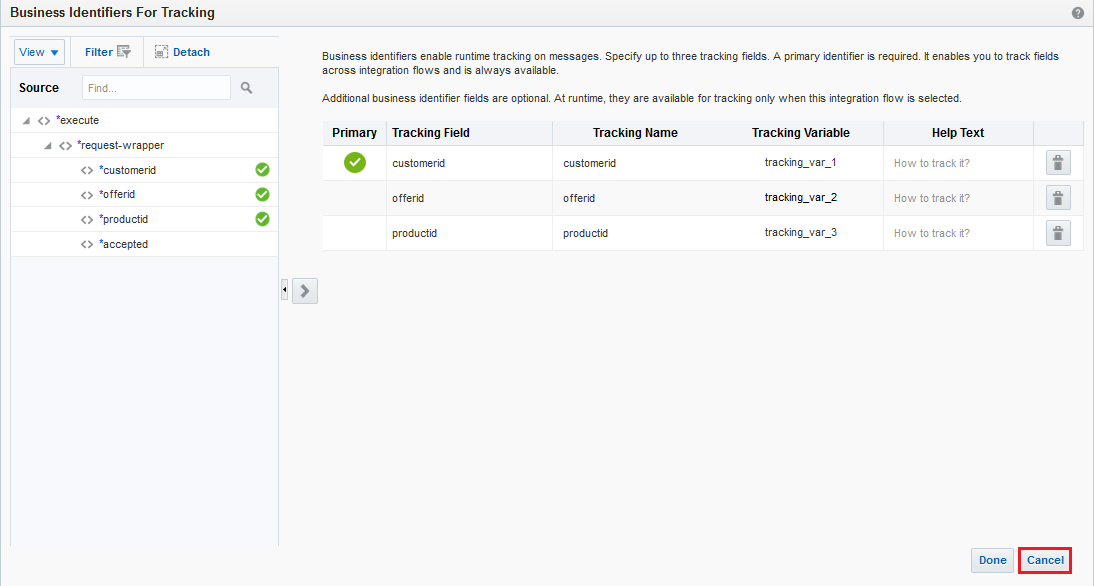 Business Identifiers For Tracking
View Filter Detach
Source Find...
*execute
*request-wrapper
*customerid
*offerid
*productid
*accepted
Business identifiers enable runtime tracking on messages. Specify up to three tracking fields. A primary identifier is required. It enables you to track fields
across integration flows and is always available.
Additional business identifier fields are optional. At runtime, they are available for tracking only when this integration flow is selected.
Primary Tracking Field Tracking Name Tracking Variable Help Text
customerid customerid tracking_var_1 How to track it?
offerid offerid tracking_var_2 How to track it?
productid productid tracking_var_3 How to track it?
Done Cancel